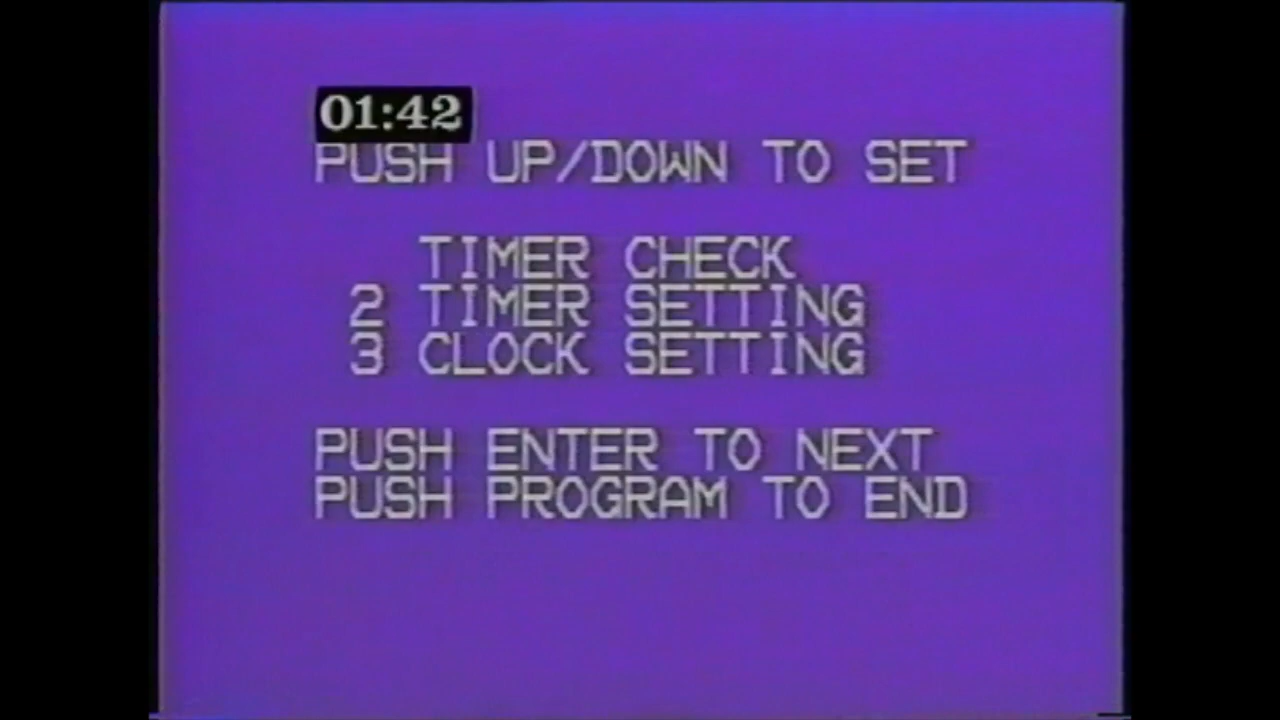 01:42
PUSH UP/DOWN TO SET
TIMER CHECK
2 TIMER SETTING
3 CLOCK SETTING
PUSH ENTER TO NEXT
PUSH PROGRAM TO END